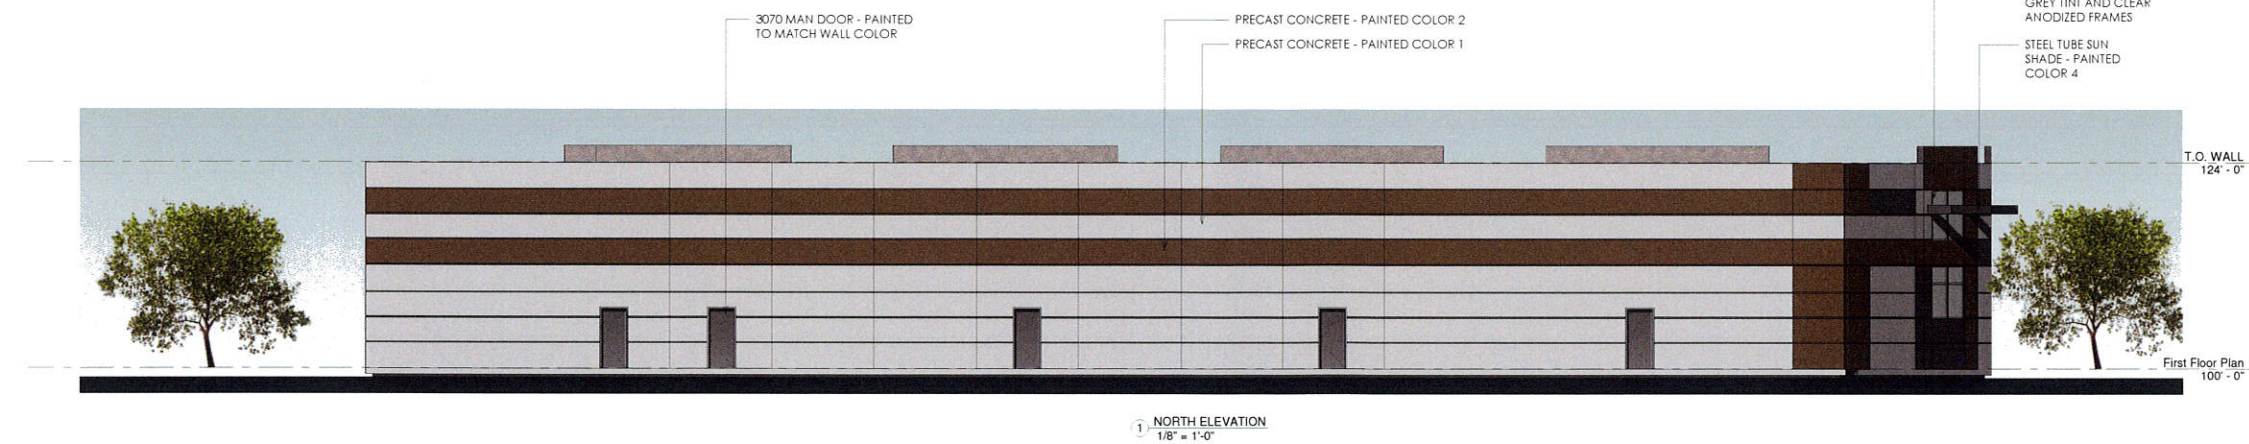 3070 MAN DOOR - PAINTED
TO MATCH WALL COLOR
PRECAST CONCRETE - PAINTED COLOR 2
PRECAST CONCRETE - PAINTED COLOR 1
GREY TINT AND CLEAR
ANODIZED FRAMES
STEEL TUBE SUN
SHADE - PAINTED
COLOR 4
T.O. WALL
124' - 0"
First Floor Plan
100' - 0"
1 NORTH ELEVATION
1/8" = 1'-0"